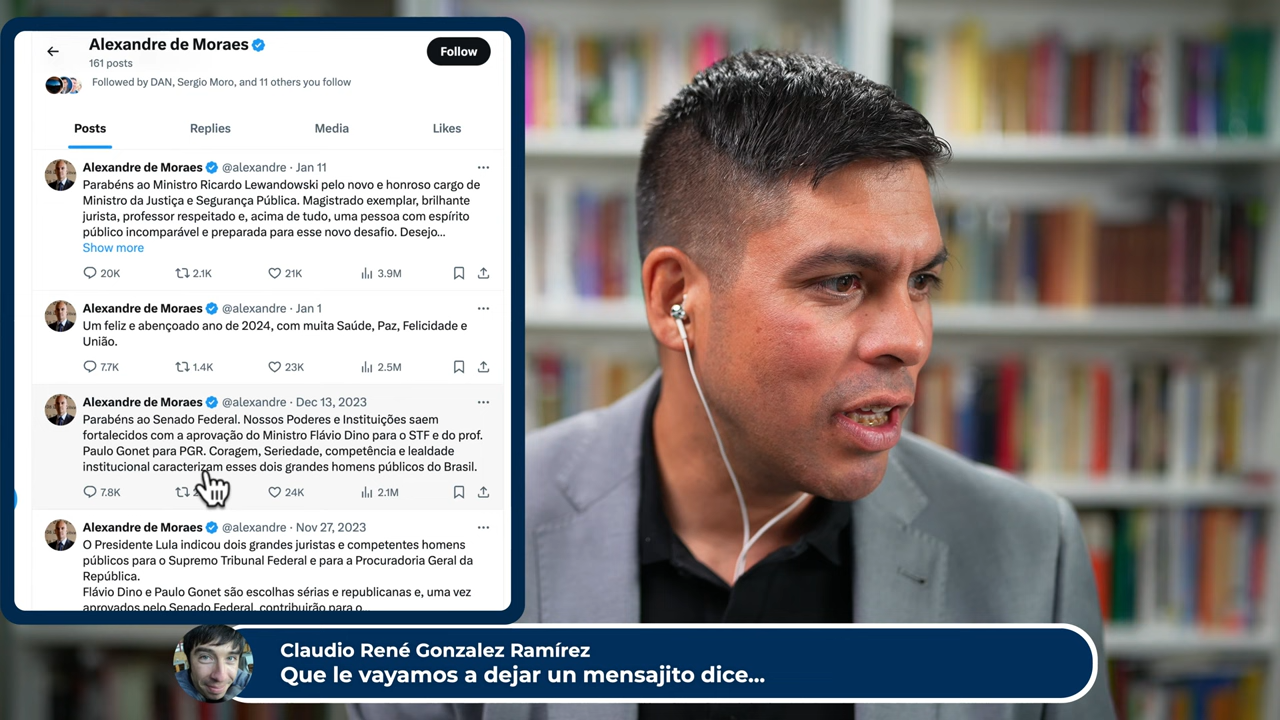 Alexandre de Moraes
Follow
161 posts
Followed by DAN, Sergio Moro, and 11 others you follow
Posts
Replies
Media
Likes
Alexandre de Moraes @alexandre · Jan 11
Parabéns ao Ministro Ricardo Lewandowski pelo novo e honroso cargo de
Ministro da Justiça e Segurança Pública. Magistrado exemplar, brilhante
jurista, professor respeitado e, acima de tudo, uma pessoa com espírito
público incomparável e preparada para esse novo desafio. Desejo...
Show more
20K
2.1K
21K
3.9M
Alexandre de Moraes @alexandre · Jan 1
Um feliz e abençoado ano de 2024, com muita Saúde, Paz, Felicidade e
União.
7.7K
1.4K
23K
2.5M
Alexandre de Moraes @alexandre · Dec 13, 2023
Parabéns ao Senado Federal. Nossos Poderes e Instituições saem
fortalecidos com a aprovação do Ministro Flávio Dino para o STF e do prof.
Paulo Gonet para PGR. Coragem, Seriedade, competência e lealdade
institucional caracterizam esses dois grandes homens públicos do Brasil.
7.8K
24K
2.1M
Alexandre de Moraes @alexandre · Nov 27, 2023
O Presidente Lula indicou dois grandes juristas e competentes homens
públicos para o Supremo Tribunal Federal e para a Procuradoria Geral da
República.
Flávio Dino e Paulo Gonet são escolhas sérias e republicanas e, uma vez
aprovados pelo Senado Federal, contribuirão para o...
Claudio René Gonzalez Ramírez
Que le vayamos a dejar un mensajito dice...